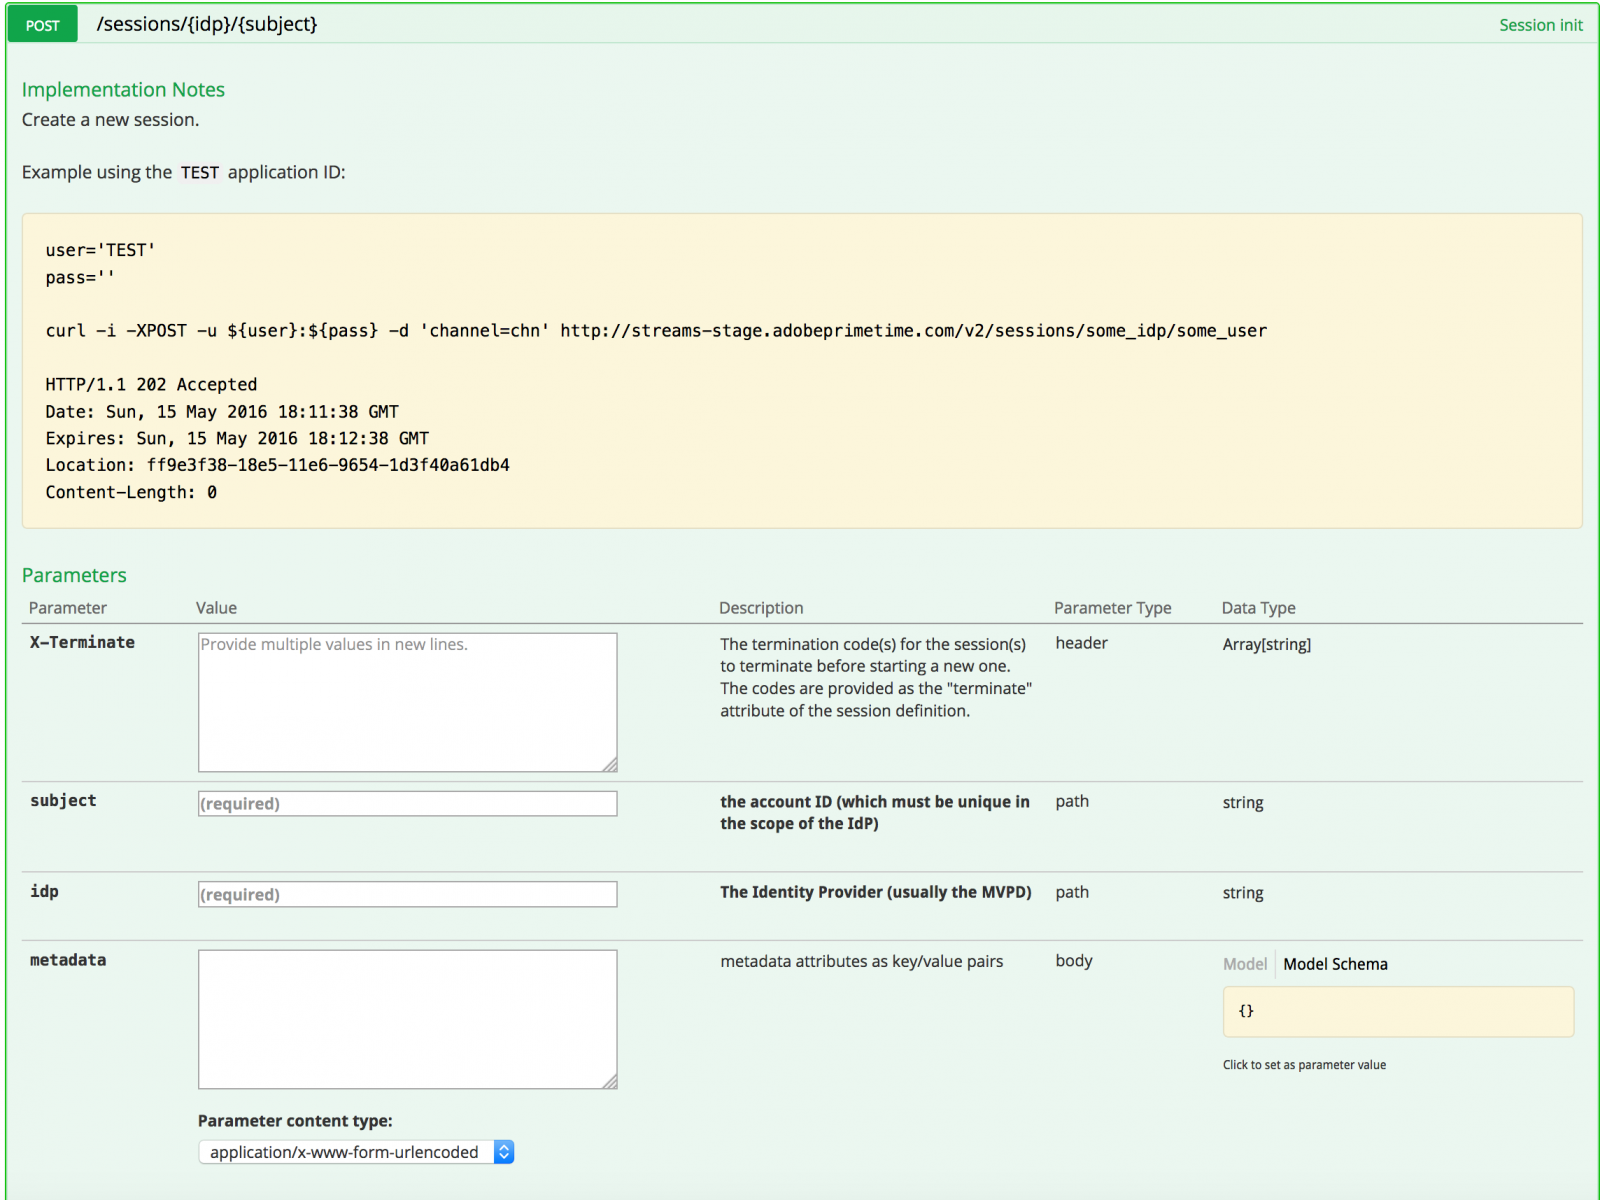 POST /sessions/{idp}/{subject} Session init
Implementation Notes
Create a new session.
Example using the TEST application ID:
user='TEST'
pass=''
curl -i -XPOST -u ${user}:${pass} -d 'channel=chn' http://streams-stage.adobeprimetime.com/v2/sessions/some_idp/some_user
HTTP/1.1 202 Accepted
Date: Sun, 15 May 2016 18:11:38 GMT
Expires: Sun, 15 May 2016 18:12:38 GMT
Location: ff9e3f38-18e5-11e6-9654-1d3f40a61db4
Content-Length: 0
Parameters
Parameter Value Description Parameter Type Data Type
X-Terminate Provide multiple values in new lines. The termination code(s) for the session(s) header Array[string]
to terminate before starting a new one.
The codes are provided as the "terminate"
attribute of the session definition.
subject (required) the account ID (which must be unique in path string
the scope of the IdP)
idp (required) The Identity Provider (usually the MVPD) path string
metadata metadata attributes as key/value pairs body Model Model Schema
{}
Click to set as parameter value
Parameter content type:
application/x-www-form-urlencoded